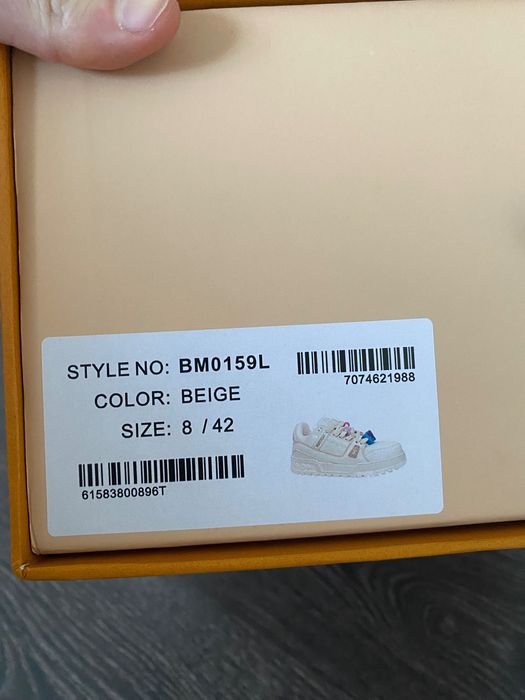 STYLE NO: BM0159L
COLOR: BEIGE
SIZE: 8 / 42
7074621988
61583800896T